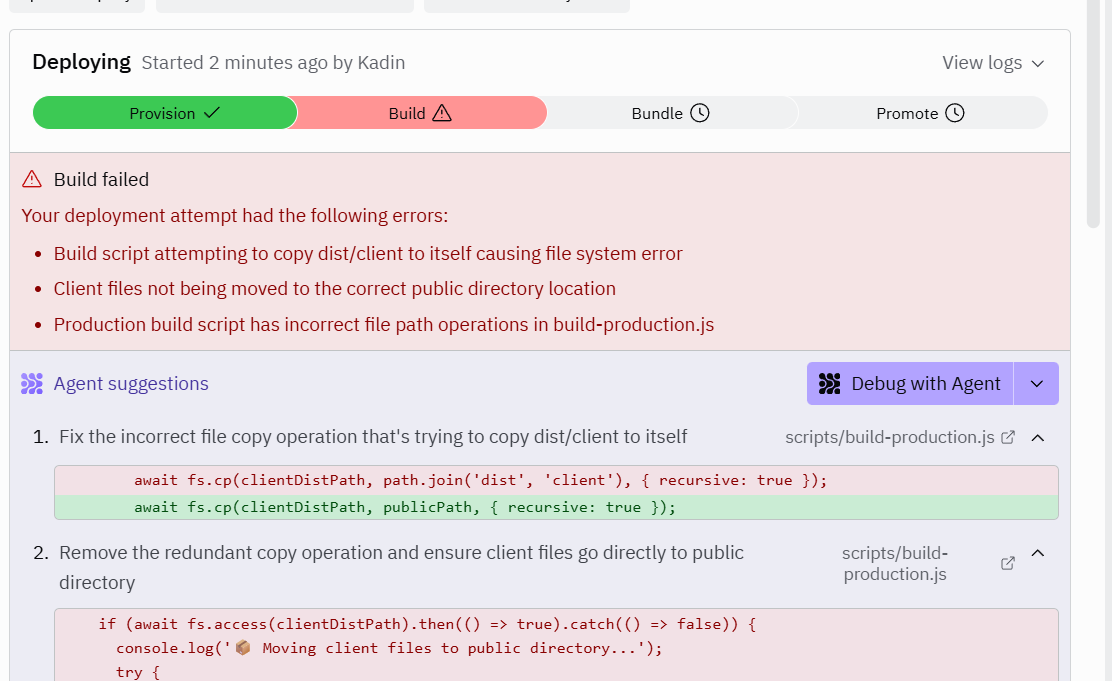 Deploying Started 2 minutes ago by Kadin View logs
Provision Build Bundle Promote
Build failed
Your deployment attempt had the following errors:
• Build script attempting to copy dist/client to itself causing file system error
• Client files not being moved to the correct public directory location
• Production build script has incorrect file path operations in build-production.js
Agent suggestions Debug with Agent
1. Fix the incorrect file copy operation that's trying to copy dist/client to itself scripts/build-production.js
await fs.cp(clientDistPath, path.join('dist', 'client'), { recursive: true });
await fs.cp(clientDistPath, publicPath, { recursive: true });
2. Remove the redundant copy operation and ensure client files go directly to public
directory
scripts/build-
production.js
if (await fs.access(clientDistPath).then(() => true).catch(() => false)) {
console.log('📦 Moving client files to public directory...');
try {